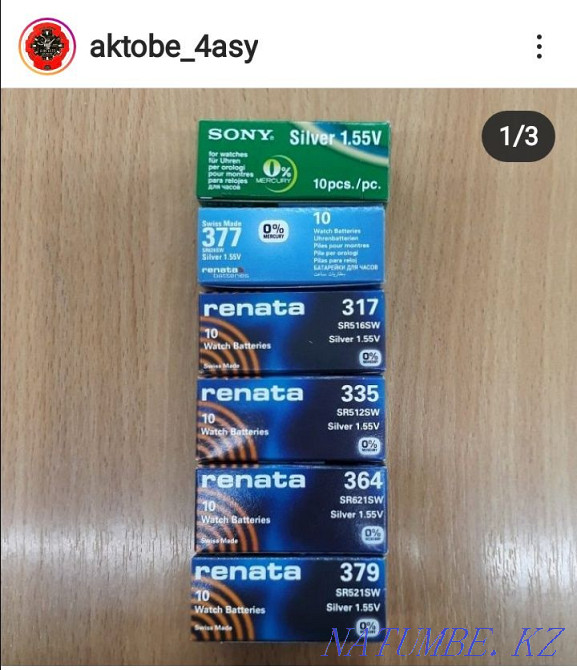 aktobe_4asy
1/3
SONY. Silver 1.55V
for watches
für Uhren
per orologi
pour montres
para relojes
для часов
0%
MERCURY
10pcs./pc.
Swiss Made
377
Silver 1.55V
renata
batteries
0%
MERCURY
10
Watch Batteries
Uhrenbatterien
Piles pour montres
Pile per orologi
Pilas para reloj
БАТАРЕЙКИ ДЛЯ ЧАСОВ
renata 317
SR516SW
10
Watch Batteries
Silver 1.55V
Swiss Made
0%
renata 335
SR512SW
10
Watch Batteries
Silver 1.55V
0%
renata 364
SR621SW
10
Watch Batteries
Silver 1.55V
Swiss Made
0%
renata 379
SR521SW
10
Watch Batteries
Silver 1.55V
Swiss Made
0%
NATUMBE.KZ